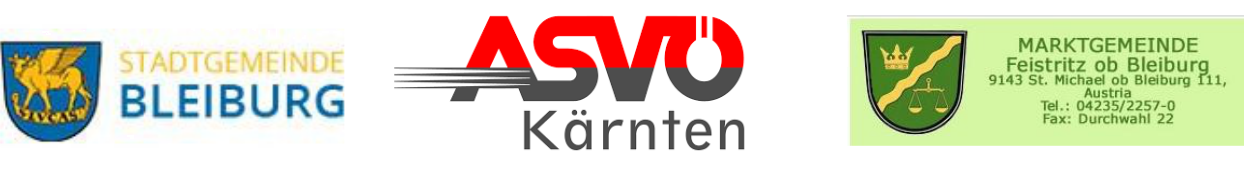 STADTGEMEINDE
BLEIBURG
ASVÖ
Kärnten
MARKTGEMEINDE
Feistritz ob Bleiburg
9143 St. Michael ob Bleiburg 111,
Austria
Tel.: 04235/2257-0
Fax: Durchwahl 22